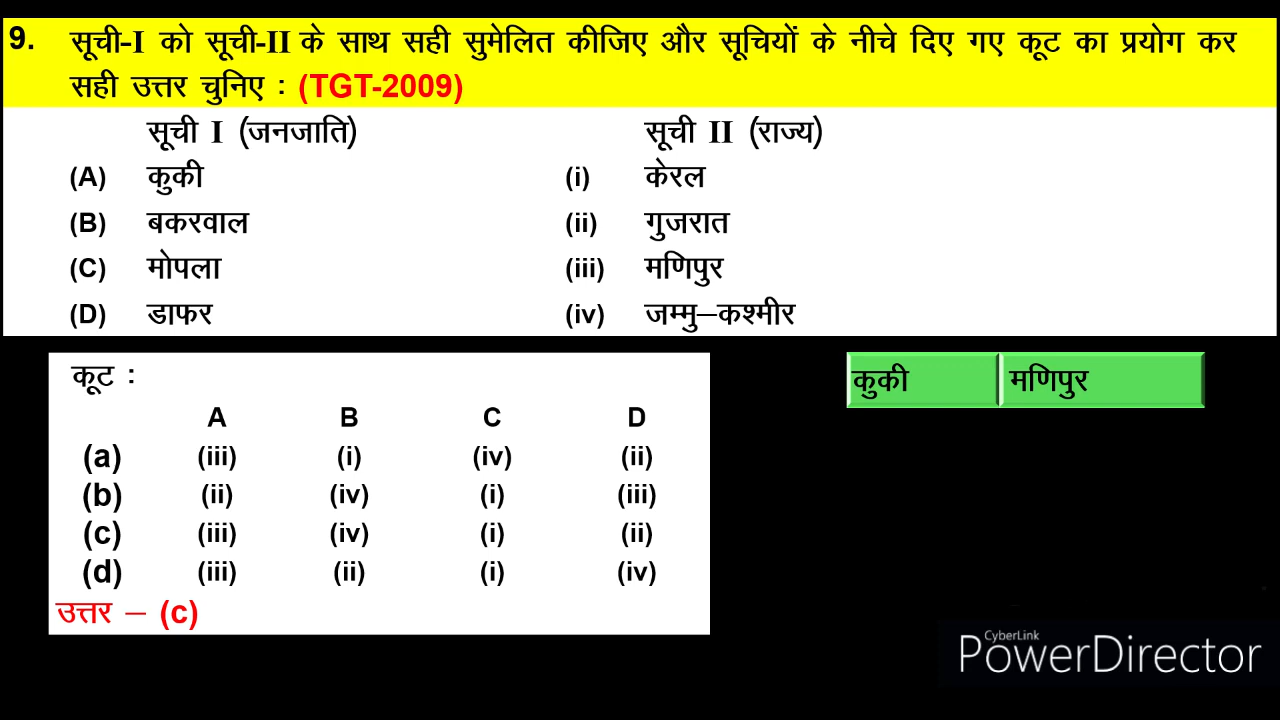 9. सूची-I को सूची-II के साथ सही सुमेलित कीजिए और सूचियों के नीचे दिए गए कूट का प्रयोग कर
सही उत्तर चुनिए : (TGT-2009)
सूची I (जनजाति) सूची II (राज्य)
(A) कुकी (i) केरल
(B) बकरवाल (ii) गुजरात
(C) मोपला (iii) मणिपुर
(D) डाफर (iv) जम्मु–कश्मीर
कूट :
A B C D
(a) (iii) (i) (iv) (ii)
(b) (ii) (iv) (i) (iii)
(c) (iii) (iv) (i) (ii)
(d) (iii) (ii) (i) (iv)
उत्तर – (c)
कुकी मणिपुर
CyberLink
PowerDirector